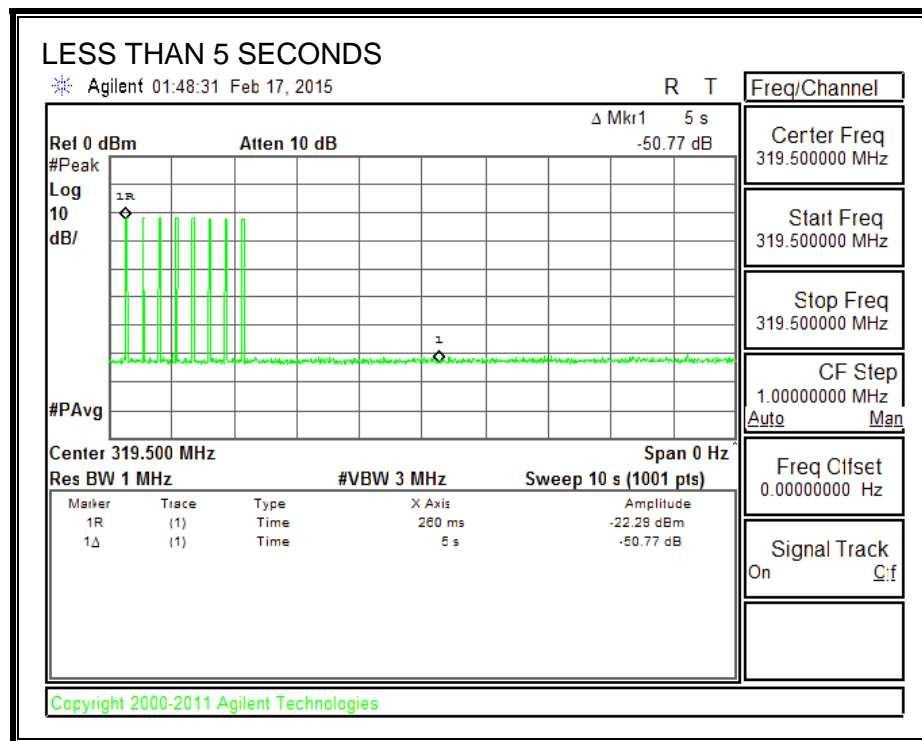 LESS THAN 5 SECONDS
Agilent 01:48:31 Feb 17, 2015 R T
Δ Mkr1 5 s
Ref 0 dBm Atten 10 dB -50.77 dB
#Peak
Log
10
dB/
1R
1
#PAvg
Center 319.500 MHz Span 0 Hz
Res BW 1 MHz #VBW 3 MHz Sweep 10 s (1001 pts)
Marker Trace Type X Axis Amplitude
1R (1) Time 260 ms -22.29 dBm
1Δ (1) Time 5 s -50.77 dB
Freq/Channel
Center Freq
319.500000 MHz
Start Freq
319.500000 MHz
Stop Freq
319.500000 MHz
CF Step
1.00000000 MHz
Auto Man
Freq Offset
0.00000000 Hz
Signal Track
On Off
Copyright 2000-2011 Agilent Technologies